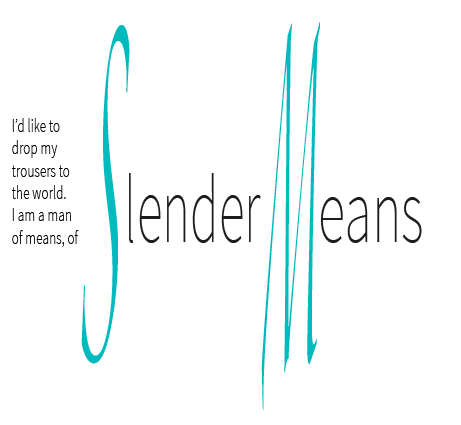 I’d like to
drop my
trousers to
the world.
I am a man
of means, of
Slender Means